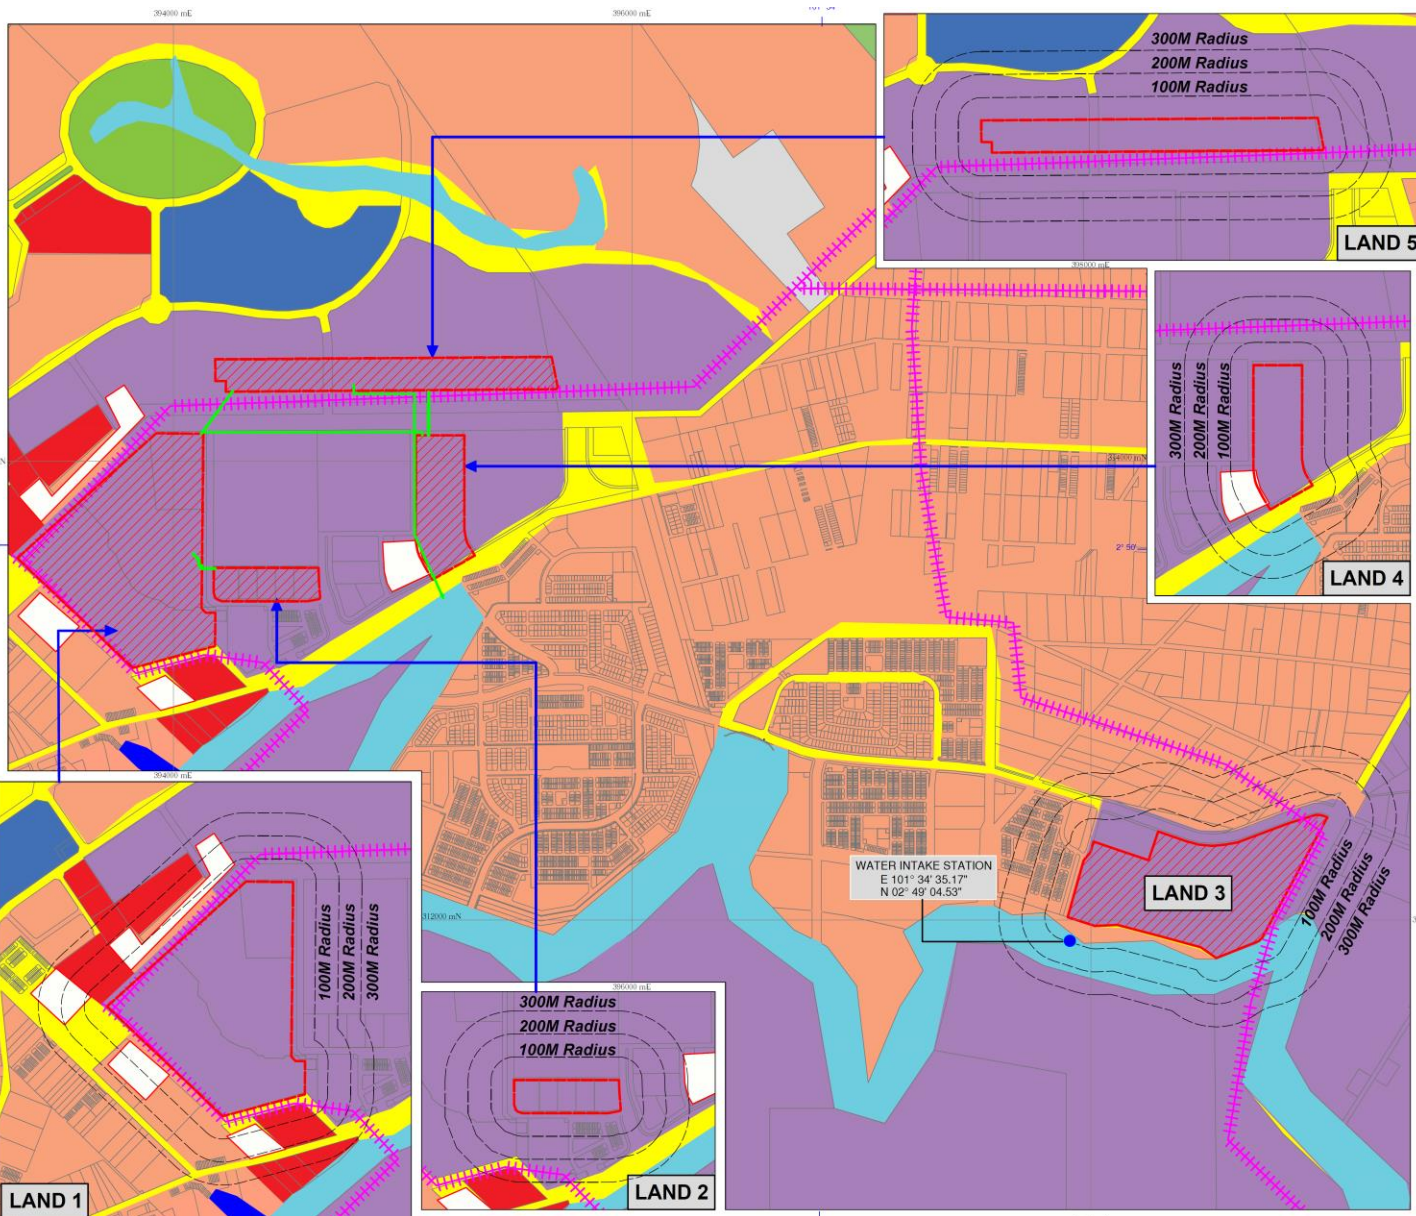 394000 mE
396000 mE
101° 34'
300M Radius
200M Radius
100M Radius
LAND 5
398000 mE
300M Radius
200M Radius
100M Radius
LAND 4
N
314000 mN
2° 50'
WATER INTAKE STATION
E 101° 34' 35.17"
N 02° 49' 04.53"
LAND 3
100M Radius
200M Radius
300M Radius
312000 mN
394000 mE
100M Radius
200M Radius
300M Radius
LAND 1
396000 mE
300M Radius
200M Radius
100M Radius
LAND 2